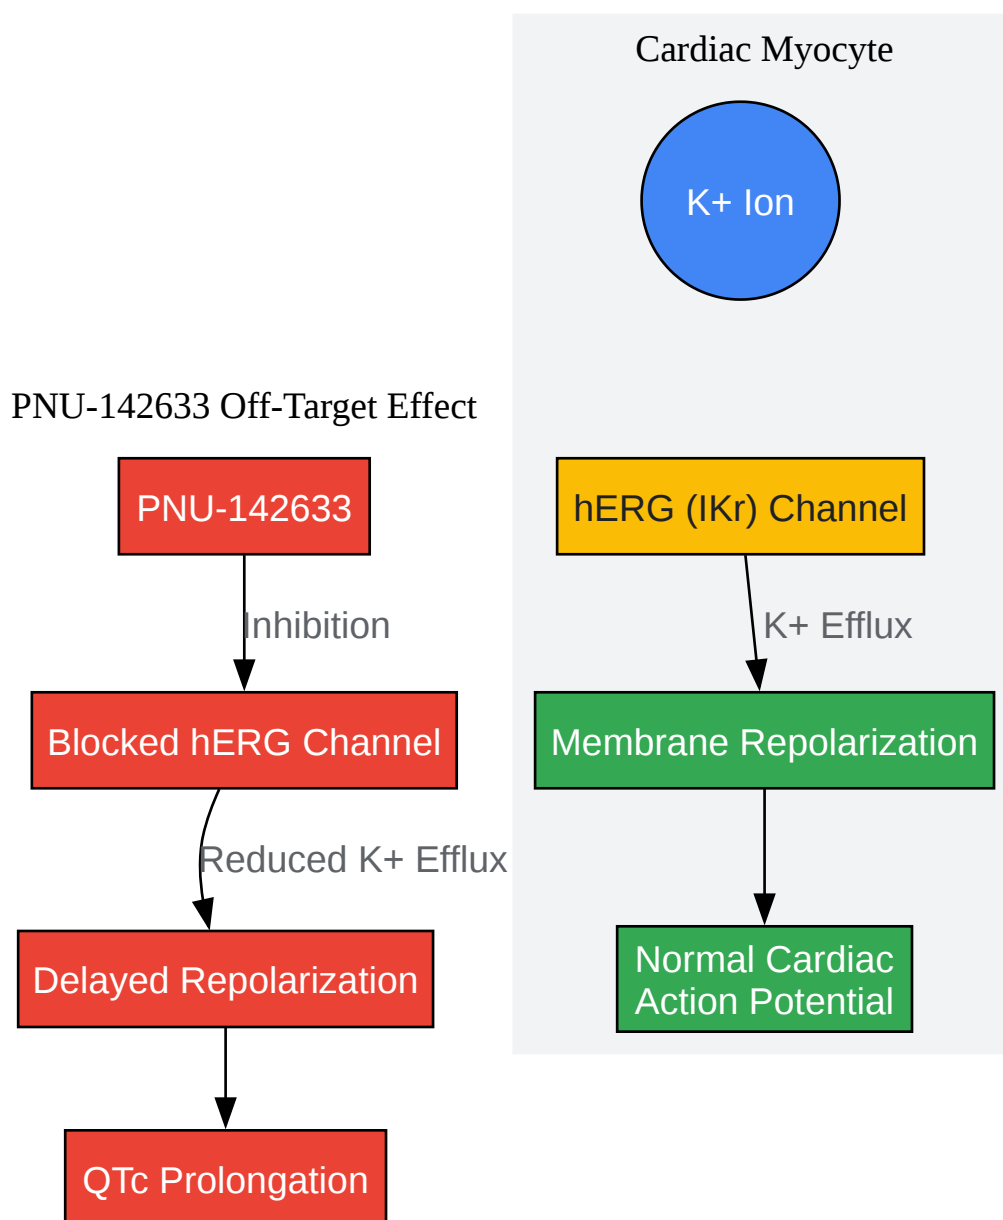 Cardiac Myocyte
K+ Ion
PNU-142633 Off-Target Effect
PNU-142633
hERG (IKr) Channel
Inhibition
K+ Efflux
Blocked hERG Channel
Membrane Repolarization
Reduced K+ Efflux
Delayed Repolarization
Normal Cardiac
Action Potential
QTc Prolongation